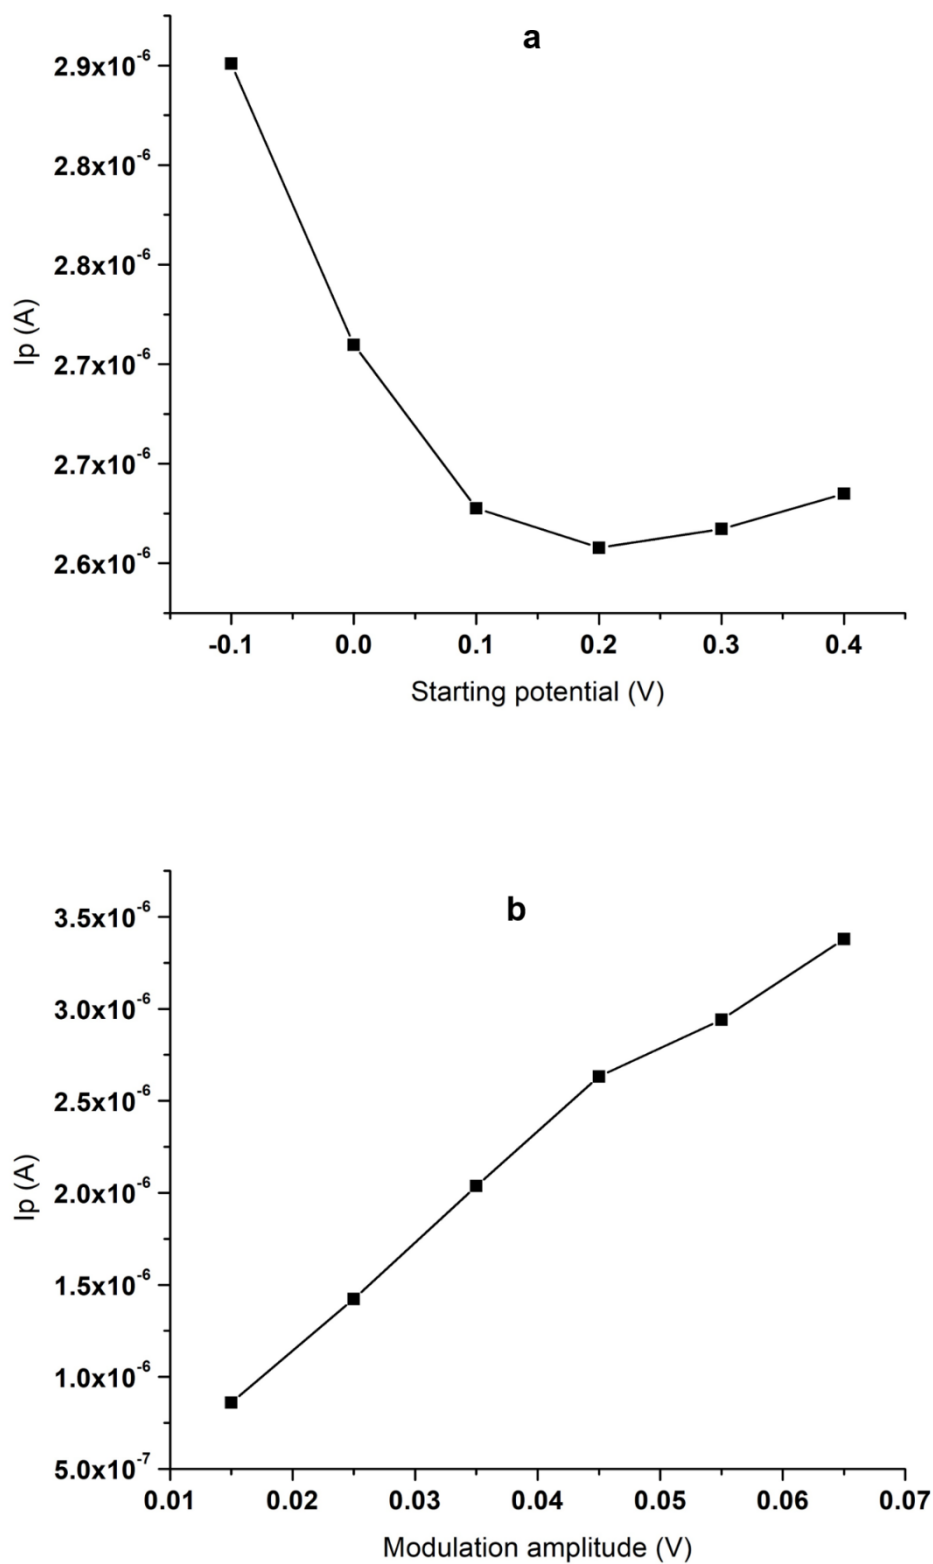 a
2.9x10⁻⁶
2.8x10⁻⁶
2.8x10⁻⁶
2.7x10⁻⁶
2.7x10⁻⁶
2.6x10⁻⁶
Ip (A)
-0.1 0.0 0.1 0.2 0.3 0.4
Starting potential (V)
b
3.5x10⁻⁶
3.0x10⁻⁶
2.5x10⁻⁶
2.0x10⁻⁶
1.5x10⁻⁶
1.0x10⁻⁶
5.0x10⁻⁷
Ip (A)
0.01 0.02 0.03 0.04 0.05 0.06 0.07
Modulation amplitude (V)